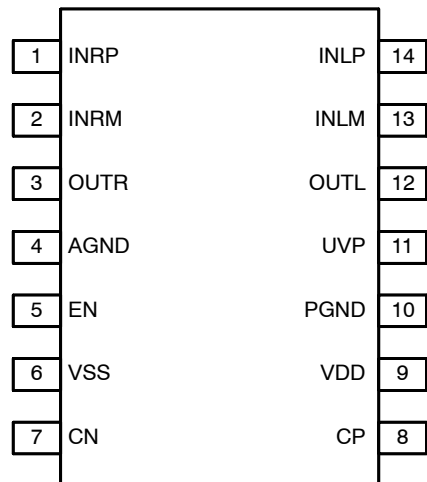 1 INRP INLP 14
2 INRM INLM 13
3 OUTR OUTL 12
4 AGND UVP 11
5 EN PGND 10
6 VSS VDD 9
7 CN CP 8